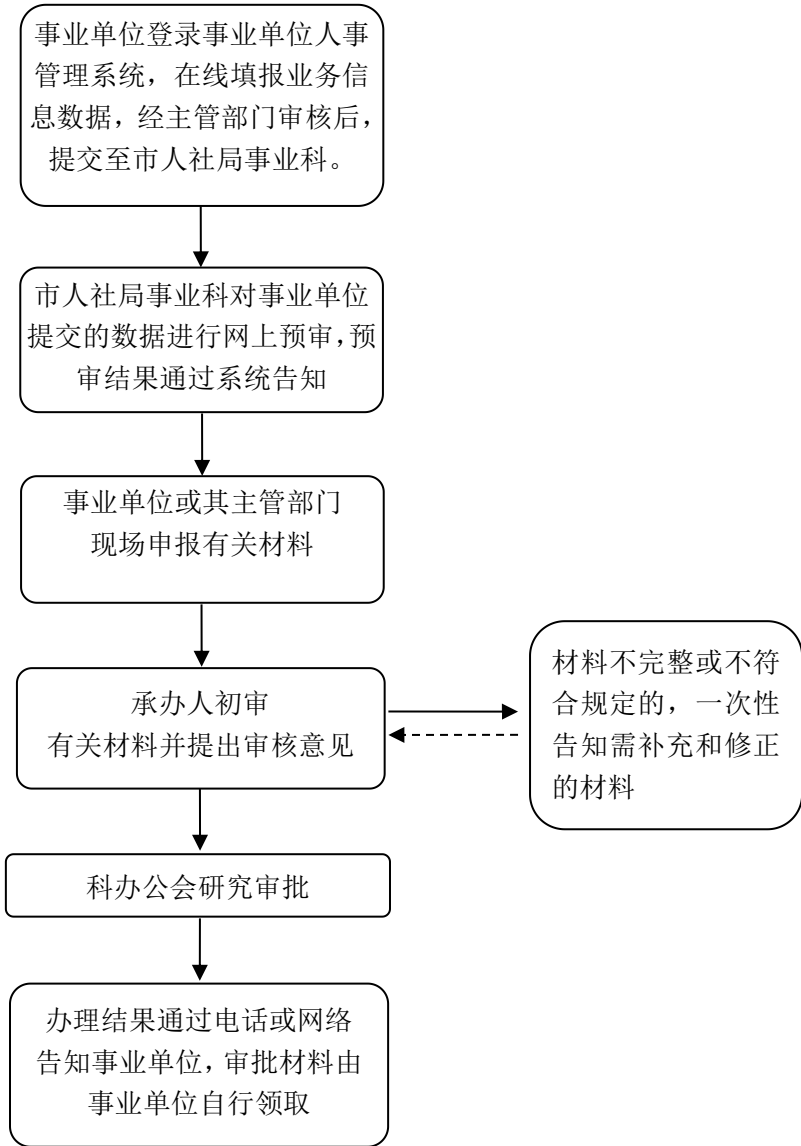 事业单位登录事业单位人事
管理系统，在线填报业务信
息数据，经主管部门审核后，
提交至市人社局事业科。
市人社局事业科对事业单位
提交的数据进行网上预审，预
审结果通过系统告知
事业单位或其主管部门
现场申报有关材料
承办人初审
有关材料并提出审核意见
材料不完整或不符
合规定的，一次性
告知需补充和修正
的材料
科办公会研究审批
办理结果通过电话或网络
告知事业单位，审批材料由
事业单位自行领取